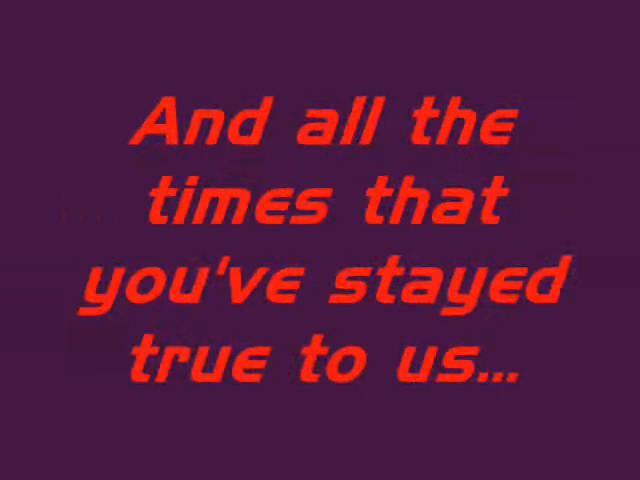 And all the
times that
you've stayed
true to us...